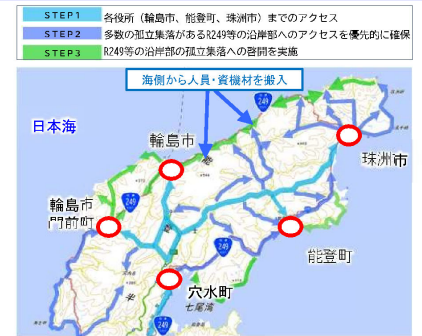 STEP1 各役所（輪島市、能登町、珠洲市）までのアクセス
STEP2 多数の孤立集落があるR249等の沿岸部へのアクセスを優先的に確保
STEP3 R249等の沿岸部の孤立集落への啓開を実施
海側から人員・資機材を搬入
249
日本海
輪島市
珠洲市
輪島市
門前町
249
249
249
能登町
穴水町
七尾湾